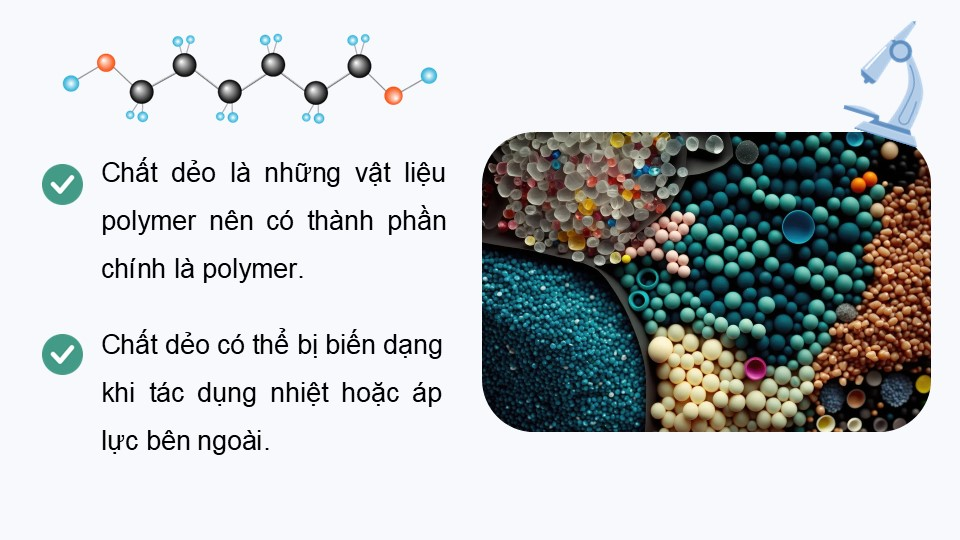 Chất dẻo là những vật liệu
polymer nên có thành phần
chính là polymer.
Chất dẻo có thể bị biến dạng
khi tác dụng nhiệt hoặc áp
lực bên ngoài.